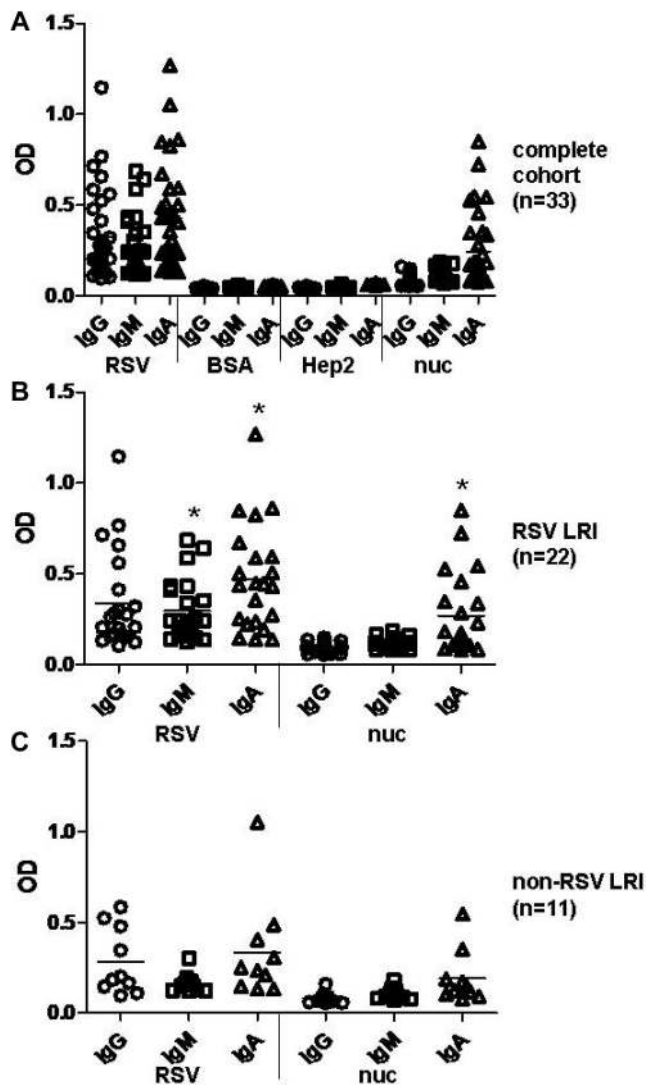 A
1.5
1.0
0.5
0.0
OD
complete
cohort
(n=33)
IgG IgM IgA IgG IgM IgA IgG IgM IgA IgG IgM IgA
RSV BSA Hep2 nuc
B
1.5
1.0
0.5
0.0
OD
* * *
RSV LRI
(n=22)
IgG IgM IgA IgG IgM IgA
RSV nuc
C
1.5
1.0
0.5
0.0
OD
non-RSV LRI
(n=11)
IgG IgM IgA IgG IgM IgA
RSV nuc